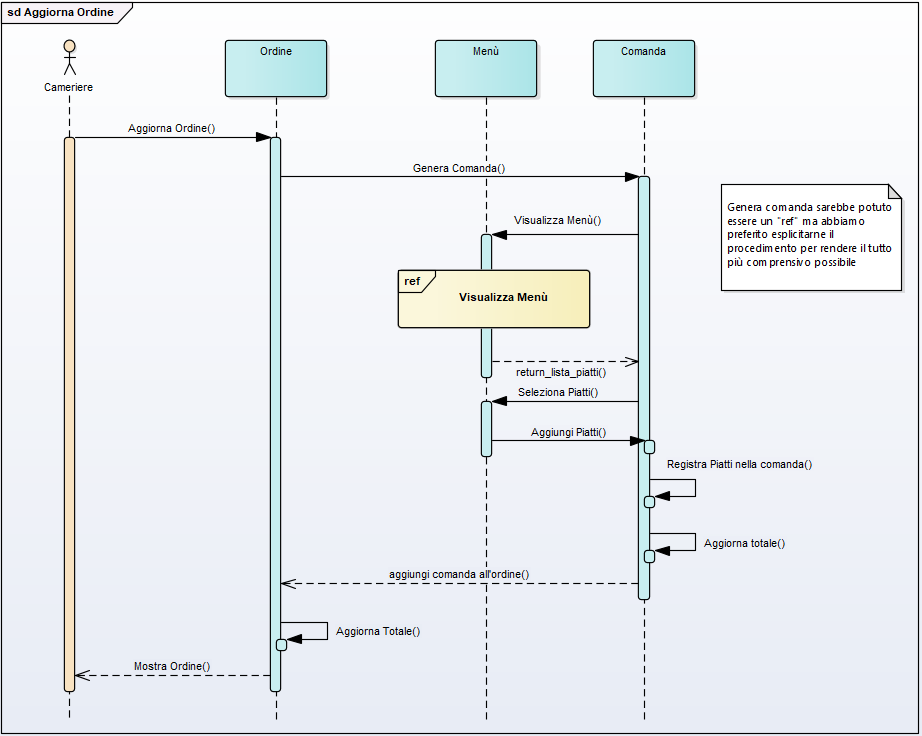 sd Aggiorna Ordine
Cameriere
Ordine
Menù
Comanda
Aggiorna Ordine()
Genera Comanda()
Visualizza Menù()
Genera comanda sarebbe potuto
essere un "ref" ma abbiamo
preferito esplicitarne il
procedimento per rendere il tutto
più comprensivo possibile
ref
Visualizza Menù
return_lista_piatti()
Seleziona Piatti()
Aggiungi Piatti()
Registra Piatti nella comanda()
Aggiorna totale()
aggiungi comanda all'ordine()
Aggiorna Totale()
Mostra Ordine()